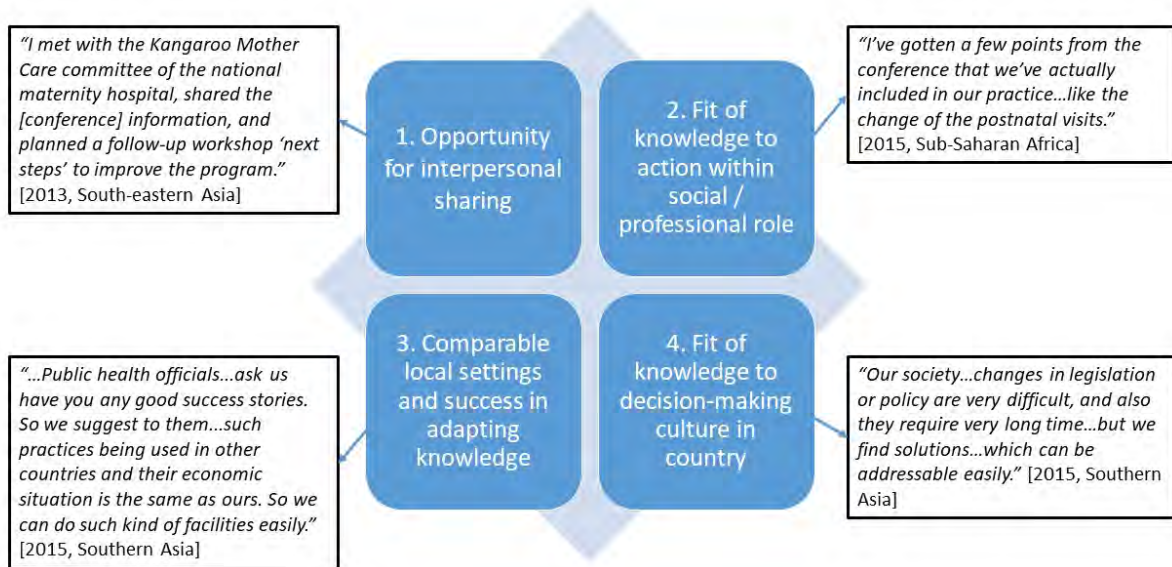 “I met with the Kangaroo Mother
Care committee of the national
maternity hospital, shared the
[conference] information, and
planned a follow-up workshop ‘next
steps’ to improve the program.”
[2013, South-eastern Asia]
1. Opportunity
for interpersonal
sharing
2. Fit of
knowledge to
action within
social /
professional role
“I’ve gotten a few points from the
conference that we’ve actually
included in our practice...like the
change of the postnatal visits.”
[2015, Sub-Saharan Africa]
“...Public health officials...ask us
have you any good success stories.
So we suggest to them...such
practices being used in other
countries and their economic
situation is the same as ours. So we
can do such kind of facilities easily.”
[2015, Southern Asia]
3. Comparable
local settings
and success in
adapting
knowledge
4. Fit of
knowledge to
decision-making
culture in
country
“Our society...changes in legislation
or policy are very difficult, and also
they require very long time...but we
find solutions...which can be
addressable easily.” [2015, Southern
Asia]